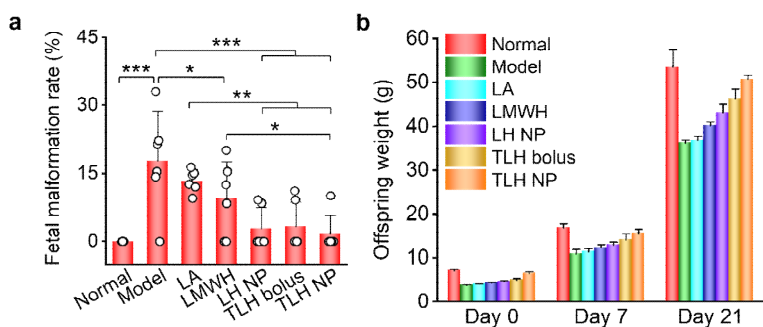 a
Fetal malformation rate (%)
45
30
15
0
***
***
*
**
*
Normal
Model
LA
LMWH
LH NP
TLH bolus
TLH NP
b
Offspring weight (g)
60
50
40
30
20
10
0
Normal
Model
LA
LMWH
LH NP
TLH bolus
TLH NP
Day 0
Day 7
Day 21